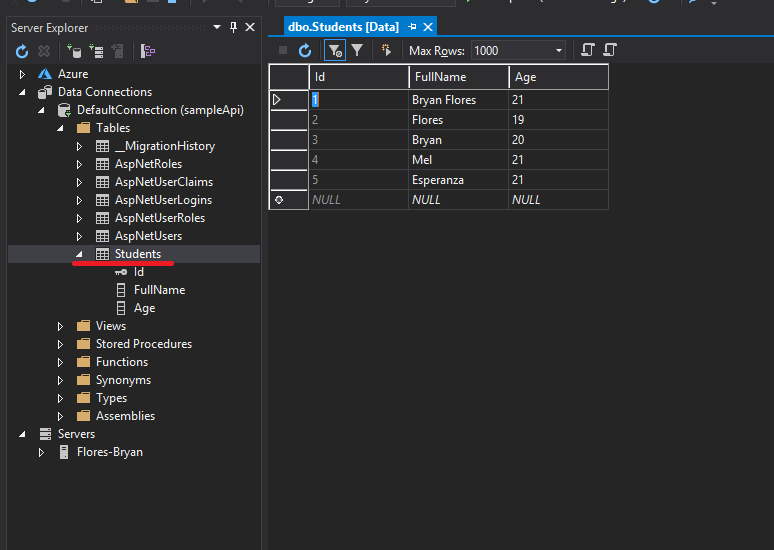 Server Explorer
Azure
Data Connections
DefaultConnection (sampleApi)
Tables
__MigrationHistory
AspNetRoles
AspNetUserClaims
AspNetUserLogins
AspNetUserRoles
AspNetUsers
Students
Id
FullName
Age
Views
Stored Procedures
Functions
Synonyms
Types
Assemblies
Servers
Flores-Bryan
dbo.Students [Data]
Max Rows: 1000
Id FullName Age
1 Bryan Flores 21
2 Flores 19
3 Bryan 20
4 Mel 21
5 Esperanza 21
NULL NULL NULL